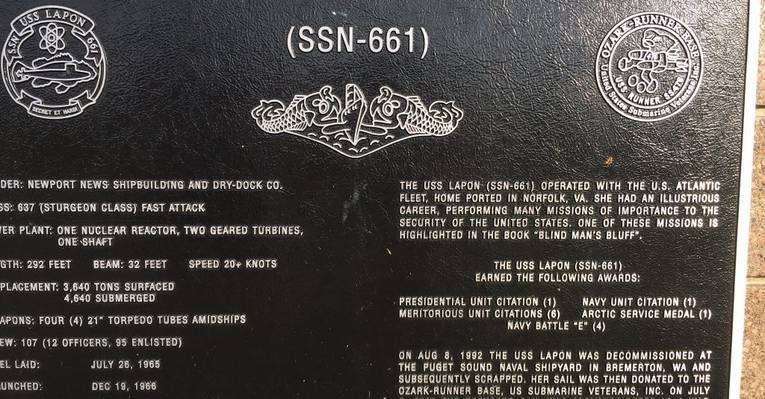 USS LAPON
SSN 661
SECRET ET HARDI
(SSN-661)
OZARK-RUNNER BASE
USS RUNNER
United States Submarine Veterans Inc.
DER: NEWPORT NEWS SHIPBUILDING AND DRY-DOCK CO.
SS: 637 (STURGEON CLASS) FAST ATTACK
WER PLANT: ONE NUCLEAR REACTOR, TWO GEARED TURBINES,
ONE SHAFT
GTH: 292 FEET BEAM: 32 FEET SPEED 20+ KNOTS
PLACEMENT: 3,640 TONS SURFACED
4,640 SUBMERGED
APONS: FOUR (4) 21" TORPEDO TUBES AMIDSHIPS
EW: 107 (12 OFFICERS, 95 ENLISTED)
EL LAID: JULY 26, 1965
UNCHED: DEC 19, 1966
THE USS LAPON (SSN-661) OPERATED WITH THE U.S. ATLANTIC
FLEET, HOME PORTED IN NORFOLK, VA. SHE HAD AN ILLUSTRIOUS
CAREER, PERFORMING MANY MISSIONS OF IMPORTANCE TO THE
SECURITY OF THE UNITED STATES. ONE OF THESE MISSIONS IS
HIGHLIGHTED IN THE BOOK "BLIND MAN'S BLUFF".
THE USS LAPON (SSN-661)
EARNED THE FOLLOWING AWARDS:
PRESIDENTIAL UNIT CITATION (1) NAVY UNIT CITATION (1)
MERITORIOUS UNIT CITATIONS (6) ARCTIC SERVICE MEDAL (1)
NAVY BATTLE "E" (4)
ON AUG 8, 1992 THE USS LAPON WAS DECOMMISSIONED AT
THE PUGET SOUND NAVAL SHIPYARD IN BREMERTON, WA AND
SUBSEQUENTLY SCRAPPED. HER SAIL WAS THEN DONATED TO THE
OZARK-RUNNER BASE, US SUBMARINE VETERANS, INC. ON JULY